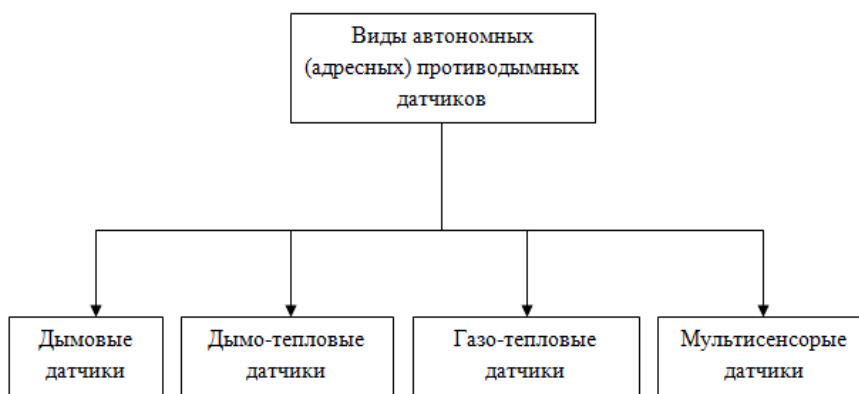 Виды автономных
(адресных) противодымных
датчиков
Дымовые
датчики
Дымо-тепловые
датчики
Газо-тепловые
датчики
Мультисенсорые
датчики